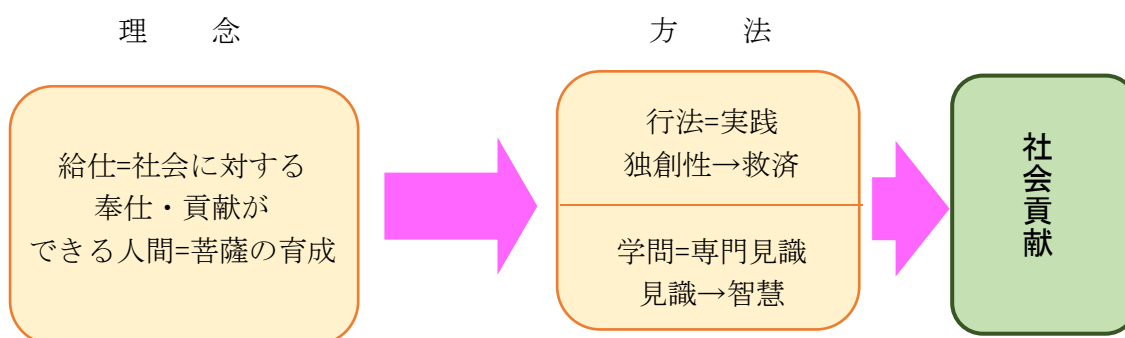 理　念
方　法
給仕=社会に対する
奉仕・貢献が
できる人間=菩薩の育成
行法=実践
独創性→救済
学問=専門見識
見識→智慧
社会貢献